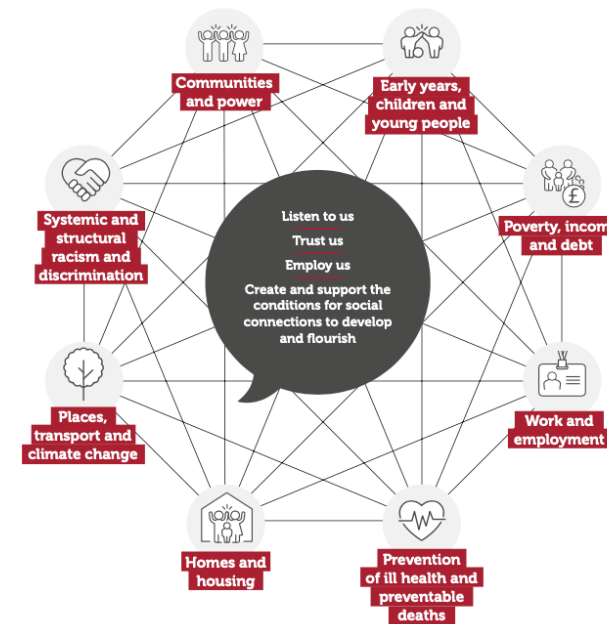 Communities
and power
Early years,
children and
young people
Systemic and
structural
racism and
discrimination
Listen to us
Trust us
Employ us
Create and support the
conditions for social
connections to develop
and flourish
£
Poverty, incom
and debt
Places,
transport and
climate change
Work and
employment
Homes and
housing
Prevention
of ill health and
preventable
deaths